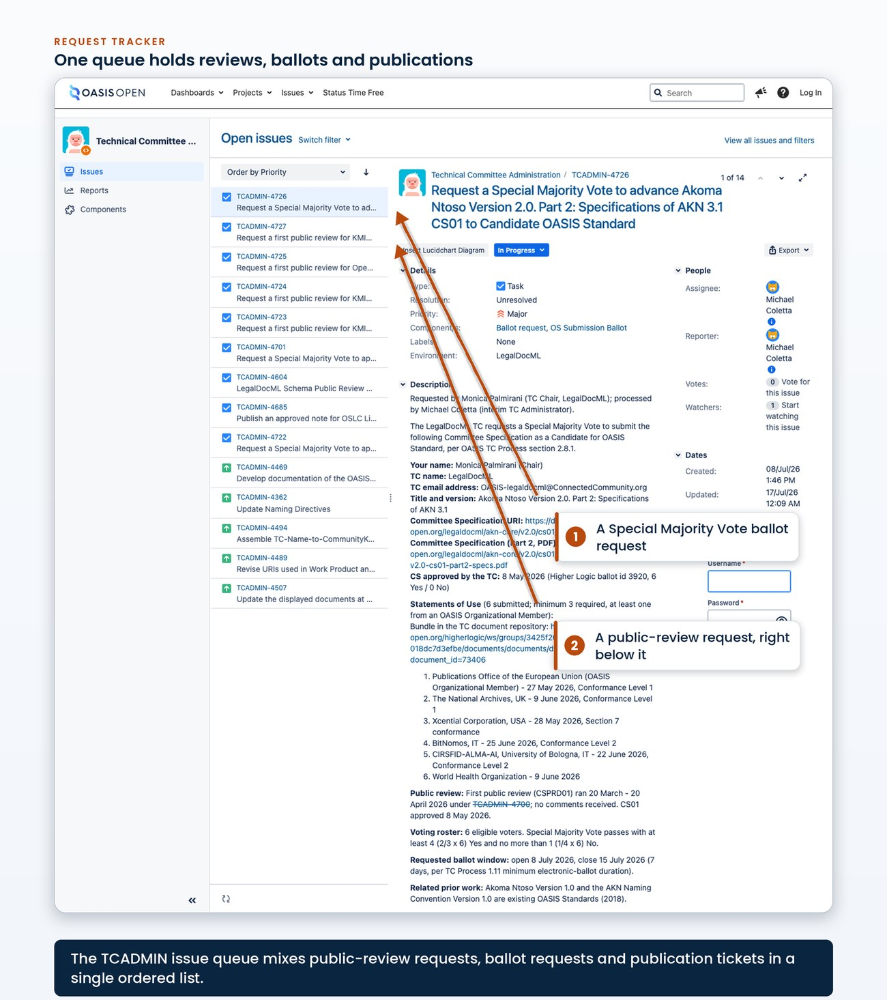 REQUEST TRACKER
One queue holds reviews, ballots and publications
OASIS OPEN
Dashboards
Projects
Issues
Status Time Free
Search
Log In
Technical Committee ...
Issues
Reports
Components
Open issues
Switch filter
View all issues and filters
Order by Priority
TCADMIN-4726
Request a Special Majority Vote to ad...
TCADMIN-4727
Request a first public review for KMI...
TCADMIN-4725
Request a first public review for Ope...
TCADMIN-4724
Request a first public review for KMI...
TCADMIN-4723
Request a first public review for KMI...
TCADMIN-4701
Request a Special Majority Vote to ap...
TCADMIN-4604
LegalDocML Schema Public Review ...
TCADMIN-4685
Publish an approved note for OSLC Li...
TCADMIN-4722
Request a Special Majority Vote to ap...
TCADMIN-4469
Develop documentation of the OASIS...
TCADMIN-4362
Update Naming Directives
TCADMIN-4494
Assemble TC-Name-to-CommunityK...
TCADMIN-4489
Revise URIs used in Work Product an...
TCADMIN-4507
Update the displayed documents at ...
Technical Committee Administration / TCADMIN-4726
1 of 14
Request a Special Majority Vote to advance Akoma
Ntoso Version 2.0. Part 2: Specifications of AKN 3.1
CS01 to Candidate OASIS Standard
Insert Lucidchart Diagram
In Progress
Export
Details
Type: Task
Resolution: Unresolved
Priority: Major
Component/s: Ballot request, OS Submission Ballot
Labels: None
Environment: LegalDocML
Description
Requested by Monica Palmirani (TC Chair, LegalDocML); processed
by Michael Coletta (interim TC Administrator).
The LegalDocML TC requests a Special Majority Vote to submit the
following Committee Specification as a Candidate for OASIS
Standard, per OASIS TC Process section 2.8.1.
Your name: Monica Palmirani (Chair)
TC name: LegalDocML
TC email address: OASIS-legaldocml@ConnectedCommunity.org
Title and version: Akoma Ntoso Version 2.0. Part 2: Specifications
of AKN 3.1
Committee Specification URI: https://d
open.org/legaldocml/akn-core/v2.0/cs01
Committee Specification (Part 2, PDF)
open.org/legaldocml/akn-core/v2.0/cs01
v2.0-cs01-part2-specs.pdf
CS approved by the TC: 8 May 2026 (Higher Logic ballot id 3920, 6
Yes / 0 No)
Statements of Use (6 submitted; minimum 3 required, at least one
from an OASIS Organizational Member):
Bundle in the TC document repository: h
open.org/higherlogic/ws/groups/3425f2
018dc7d3efbe/documents/documents/d
document_id=73406
1. Publications Office of the European Union (OASIS
Organizational Member) - 27 May 2026, Conformance Level 1
2. The National Archives, UK - 9 June 2026, Conformance Level
1
3. Xcential Corporation, USA - 28 May 2026, Section 7
conformance
4. BitNomos, IT - 25 June 2026, Conformance Level 2
5. CIRSFID-ALMA-AI, University of Bologna, IT - 22 June 2026,
Conformance Level 2
6. World Health Organization - 9 June 2026
Public review: First public review (CSPRD01) ran 20 March - 20
April 2026 under TCADMIN-4700; no comments received. CS01
approved 8 May 2026.
Voting roster: 6 eligible voters. Special Majority Vote passes with at
least 4 (2/3 x 6) Yes and no more than 1 (1/4 x 6) No.
Requested ballot window: open 8 July 2026, close 15 July 2026 (7
days, per TC Process 1.11 minimum electronic-ballot duration).
Related prior work: Akoma Ntoso Version 1.0 and the AKN Naming
Convention Version 1.0 are existing OASIS Standards (2018).
People
Assignee:
Michael
Coletta
Reporter:
Michael
Coletta
Votes: 0 Vote for
this issue
Watchers: 1 Start
watching
this issue
Dates
Created: 08/Jul/26
1:46 PM
Updated: 17/Jul/26
12:09 AM
1 A Special Majority Vote ballot
request
Username *
Password *
2 A public-review request, right
below it
The TCADMIN issue queue mixes public-review requests, ballot requests and publication tickets in a
single ordered list.